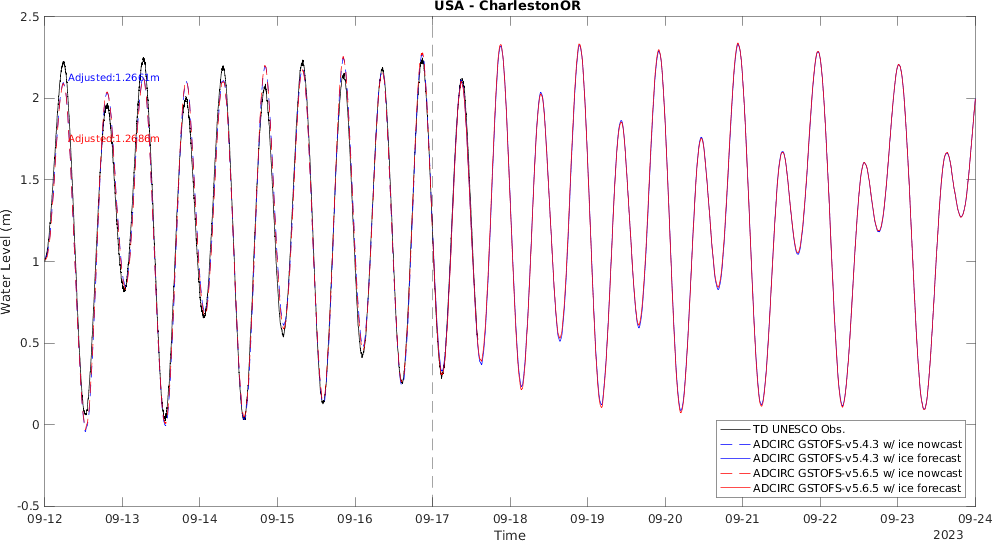 USA - CharlestonOR
2.5
2
1.5
1
0.5
0
-0.5
Water Level (m)
Adjusted:1.2661m
Adjusted:1.2686m
TD UNESCO Obs.
ADCIRC GSTOFS-v5.4.3 w/ ice nowcast
ADCIRC GSTOFS-v5.4.3 w/ ice forecast
ADCIRC GSTOFS-v5.6.5 w/ ice nowcast
ADCIRC GSTOFS-v5.6.5 w/ ice forecast
09-12 09-13 09-14 09-15 09-16 09-17 09-18 09-19 09-20 09-21 09-22 09-23 09-24
Time
2023